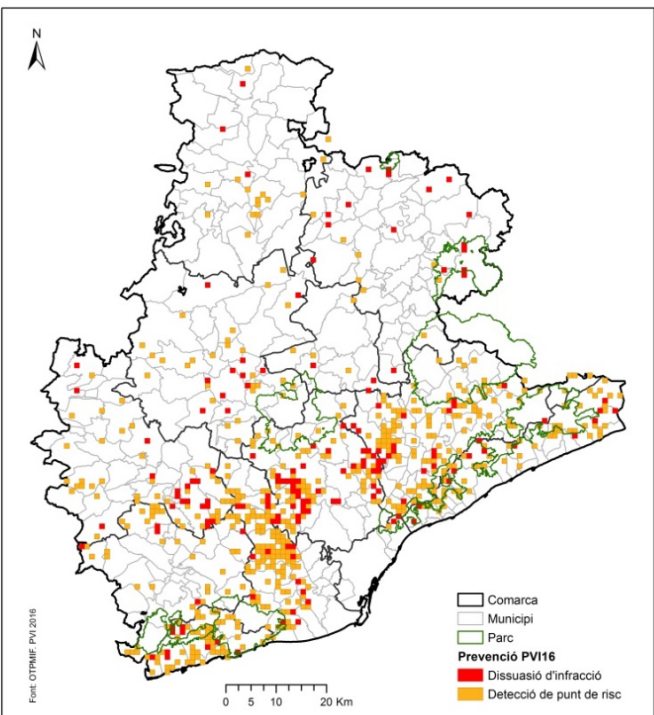 N
Comarca
Municipi
Parc
Prevenció PVI16
Dissuasió d'infracció
Detecció de punt de risc
0 5 10 20 Km
Font: OTPMIF. PVI 2016